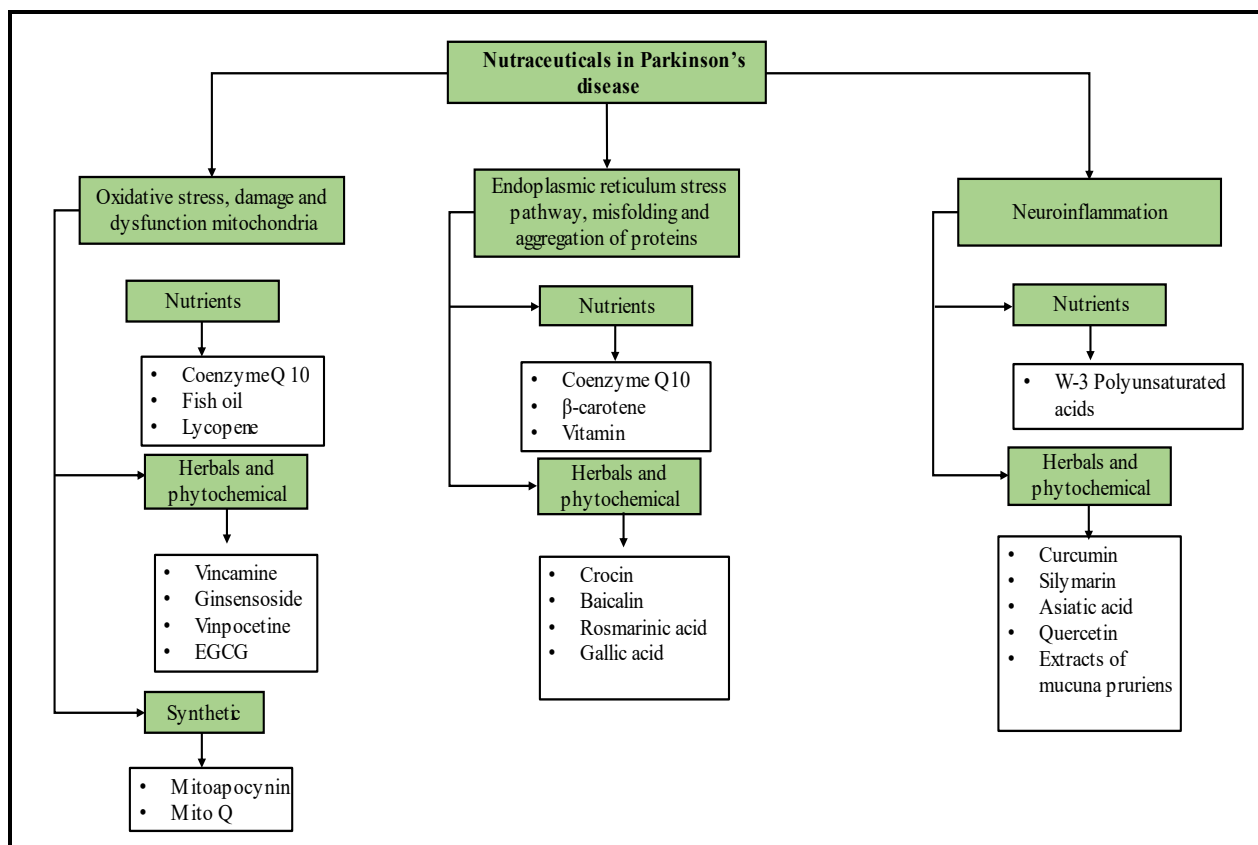 Nutraceuticals in Parkinson's
disease
Oxidative stress, damage and
dysfunction mitochondria
Nutrients
• CoenzymeQ 10
• Fish oil
• Lycopene
Herbals and
phytochemical
• Vincamine
• Ginsensoside
• Vinpocetine
• EGCG
Synthetic
• Mitoapocynin
• Mito Q
Endoplasmic reticulum stress
pathway, misfolding and
aggregation of proteins
Nutrients
• Coenzyme Q10
• β-carotene
• Vitamin
Herbals and
phytochemical
• Crocin
• Baicalin
• Rosmarinic acid
• Gallic acid
Neuroinflammation
Nutrients
• W-3 Polyunsaturated
acids
Herbals and
phytochemical
• Curcumin
• Silymarin
• Asiatic acid
• Quercetin
• Extracts of
mucuna pruriens